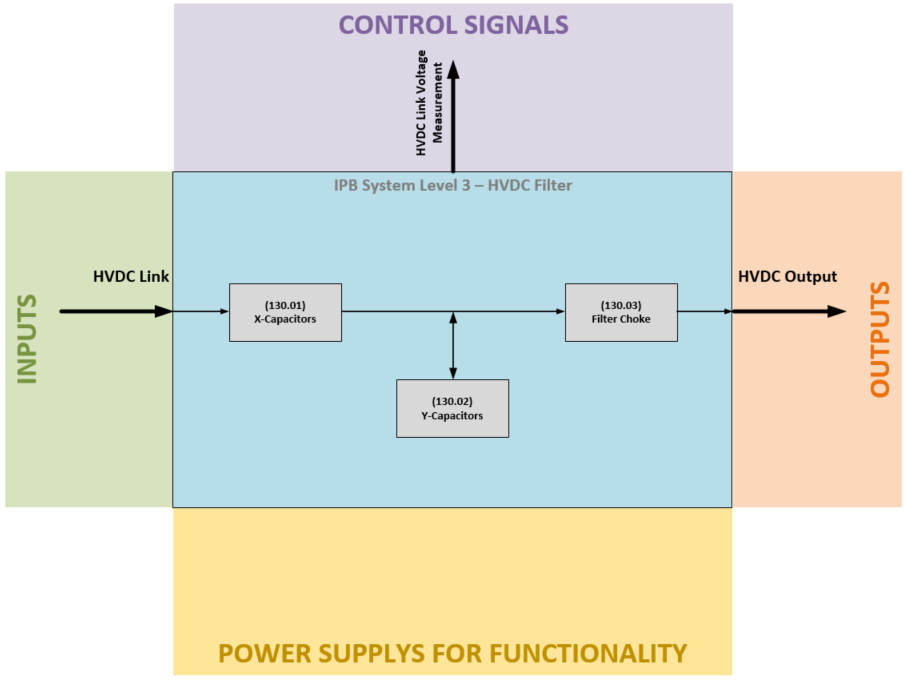 CONTROL SIGNALS
HVDC Link Voltage
Measurement
IPB System Level 3 – HVDC Filter
INPUTS
HVDC Link
(130.01)
X-Capacitors
(130.02)
Y-Capacitors
(130.03)
Filter Choke
HVDC Output
OUTPUTS
POWER SUPPLYS FOR FUNCTIONALITY